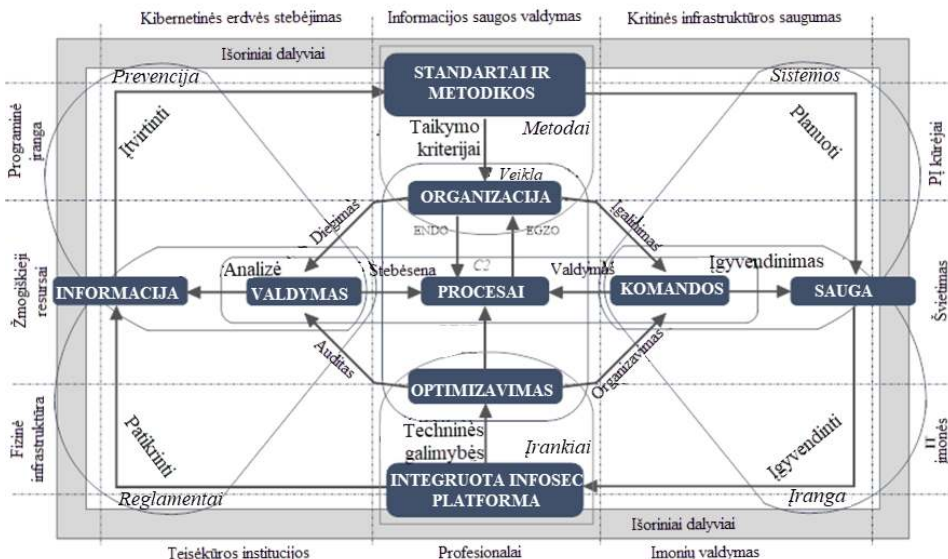 Kibernetinės erdvės stebėjimas
Informacijos saugos valdymas
Kritinės infrastruktūros saugumas
Išoriniai dalyviai
Prevencija
STANDARTAI IR
METODIKOS
Sistemos
Programinė
įranga
Įtvirtinti
Taikymo
kriterijai
Metodai
Planuoti
PĮ kūrėjai
Veikla
ORGANIZACIJA
Diegimas
ENDO
EGZO
Įgalinimas
Žmogiškieji
resursai
Analizė
Stebėsena
C2
Valdymas
Įgyvendinimas
INFORMACIJA
VALDYMAS
PROCESAI
KOMANDOS
SAUGA
Švietimas
Auditas
OPTIMIZAVIMAS
Organizavimas
Fizinė
infrastruktūra
Patikrinti
Techninės
galimybės
Įrankiai
Įgyvendinti
IT
įmonės
Reglamentai
INTEGRUOTA INFOSEC
PLATFORMA
Įranga
Išoriniai dalyviai
Teisėkūros institucijos
Profesionalai
Imonių valdymas